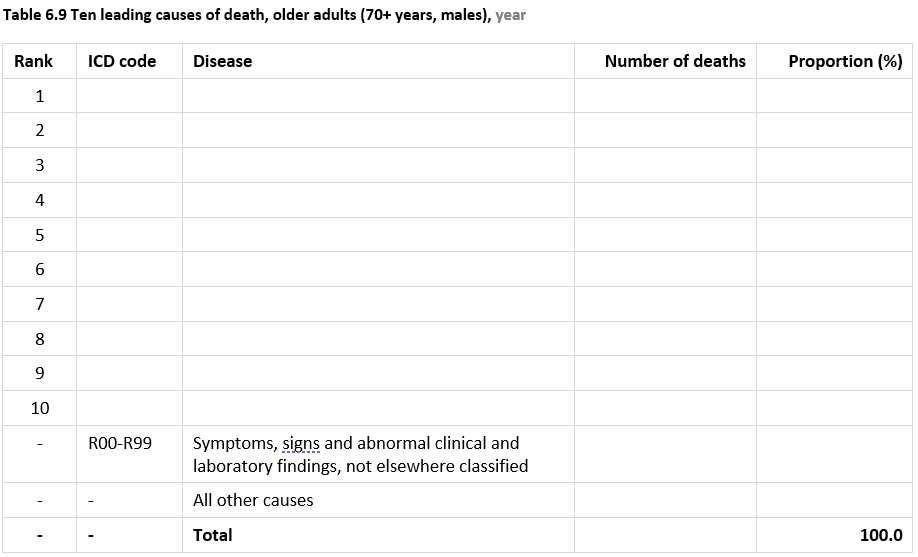 Table 6.9 Ten leading causes of death, older adults (70+ years, males), year
Rank ICD code Disease Number of deaths Proportion (%)
1
2
3
4
5
6
7
8
9
10
- R00-R99 Symptoms, signs and abnormal clinical and
laboratory findings, not elsewhere classified
- - All other causes
- - Total 100.0